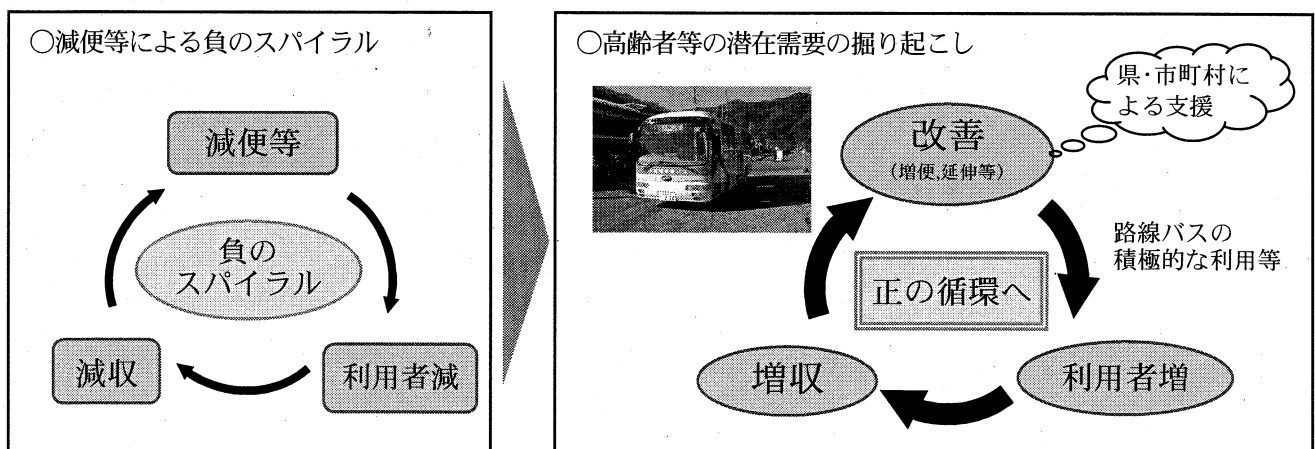 ○減便等による負のスパイラル
減便等
負の
スパイラル
減収
利用者減
○高齢者等の潜在需要の掘り起こし
県・市町村に
よる支援
改善
(増便,延伸等)
路線バスの
積極的な利用等
正の循環へ
増収
利用者増